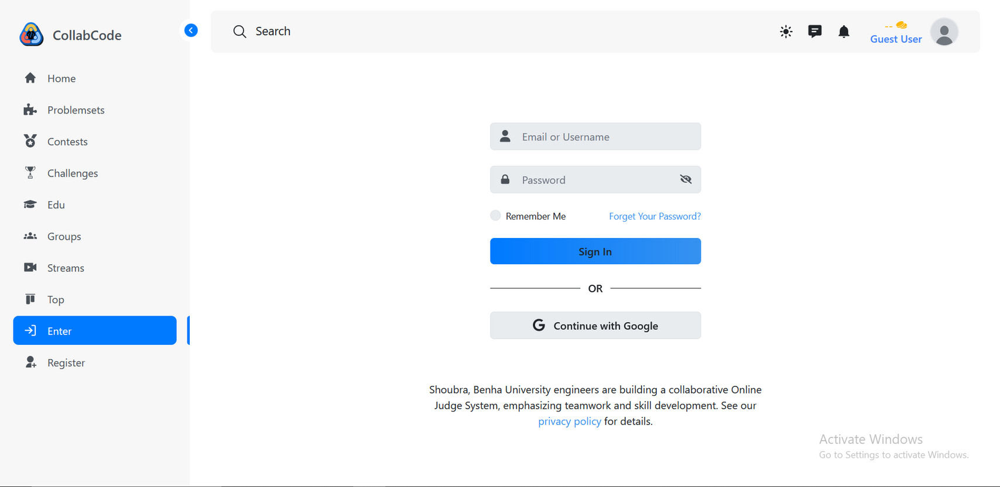 CollabCode
Home
Problemsets
Contests
Challenges
Edu
Groups
Streams
Top
Enter
Register
Search
--
Guest User
Email or Username
Password
Remember Me
Forget Your Password?
Sign In
OR
Continue with Google
Shoubra, Benha University engineers are building a collaborative Online
Judge System, emphasizing teamwork and skill development. See our
privacy policy for details.
Activate Windows
Go to Settings to activate Windows.